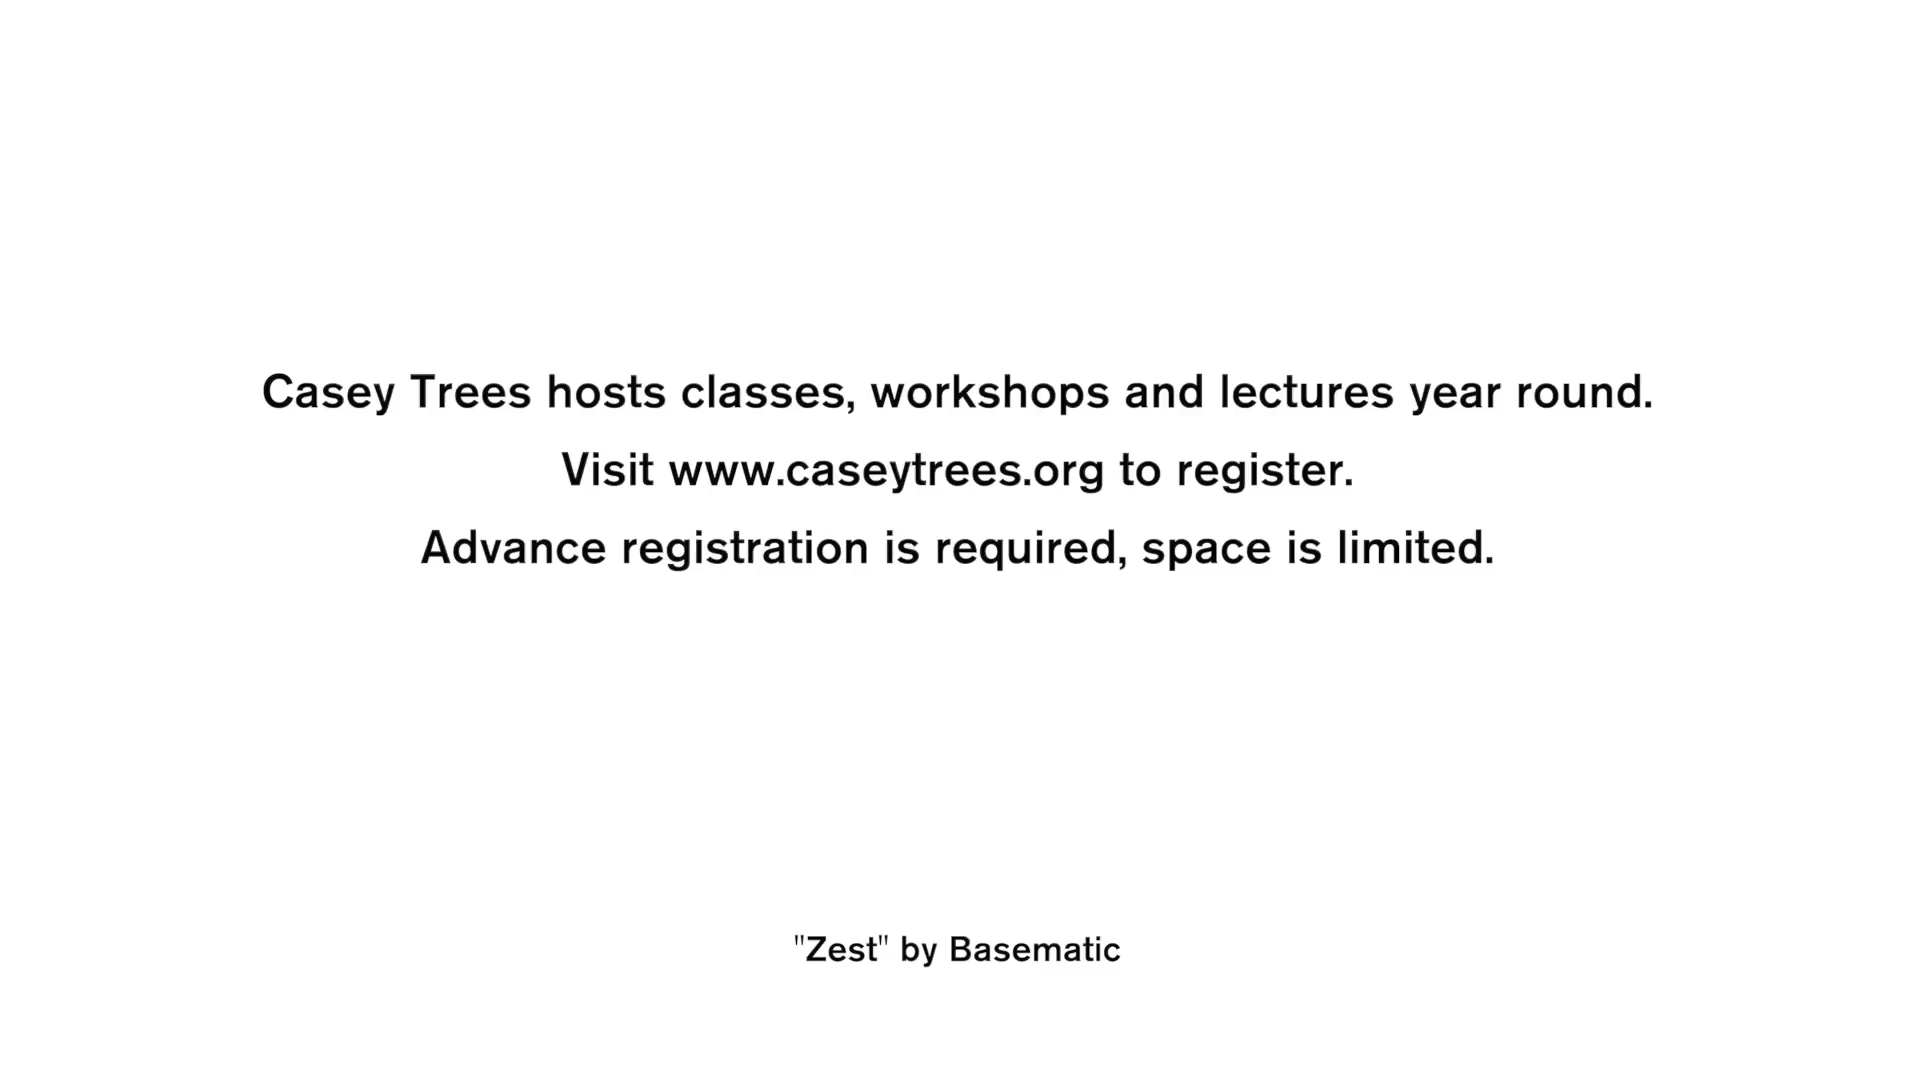 Casey Trees hosts classes, workshops and lectures year round.
Visit www.caseytrees.org to register.
Advance registration is required, space is limited.
"Zest" by Basematic